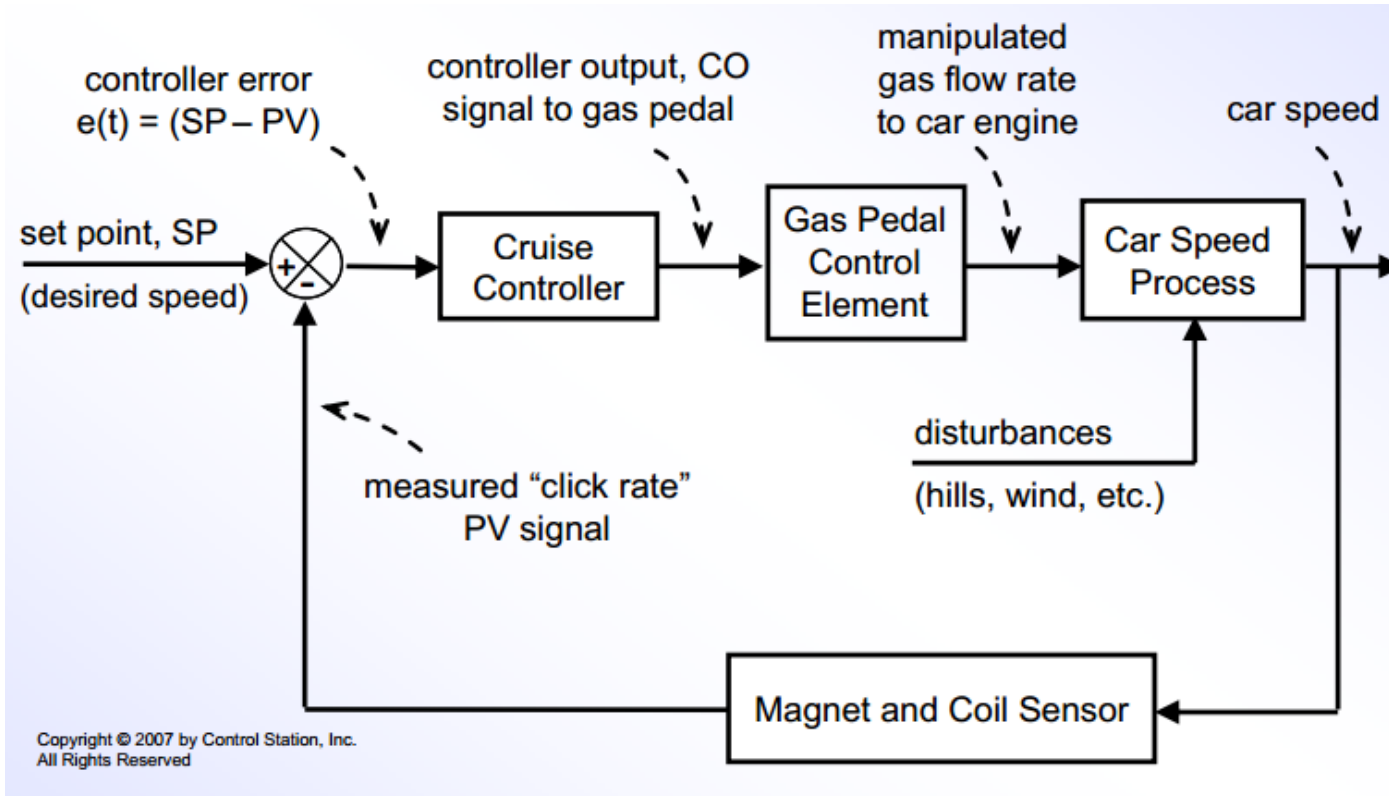 controller error
e(t) = (SP – PV)
controller output, CO
signal to gas pedal
manipulated
gas flow rate
to car engine
car speed
set point, SP
(desired speed)
+
-
Cruise
Controller
Gas Pedal
Control
Element
Car Speed
Process
disturbances
(hills, wind, etc.)
measured “click rate”
PV signal
Magnet and Coil Sensor
Copyright © 2007 by Control Station, Inc.
All Rights Reserved